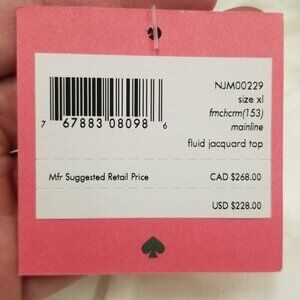 NJM00229
size xl
frnchcrm(153)
mainline
fluid jacquard top
7 67883 08098 6
Mfr Suggested Retail Price CAD $268.00
USD $228.00